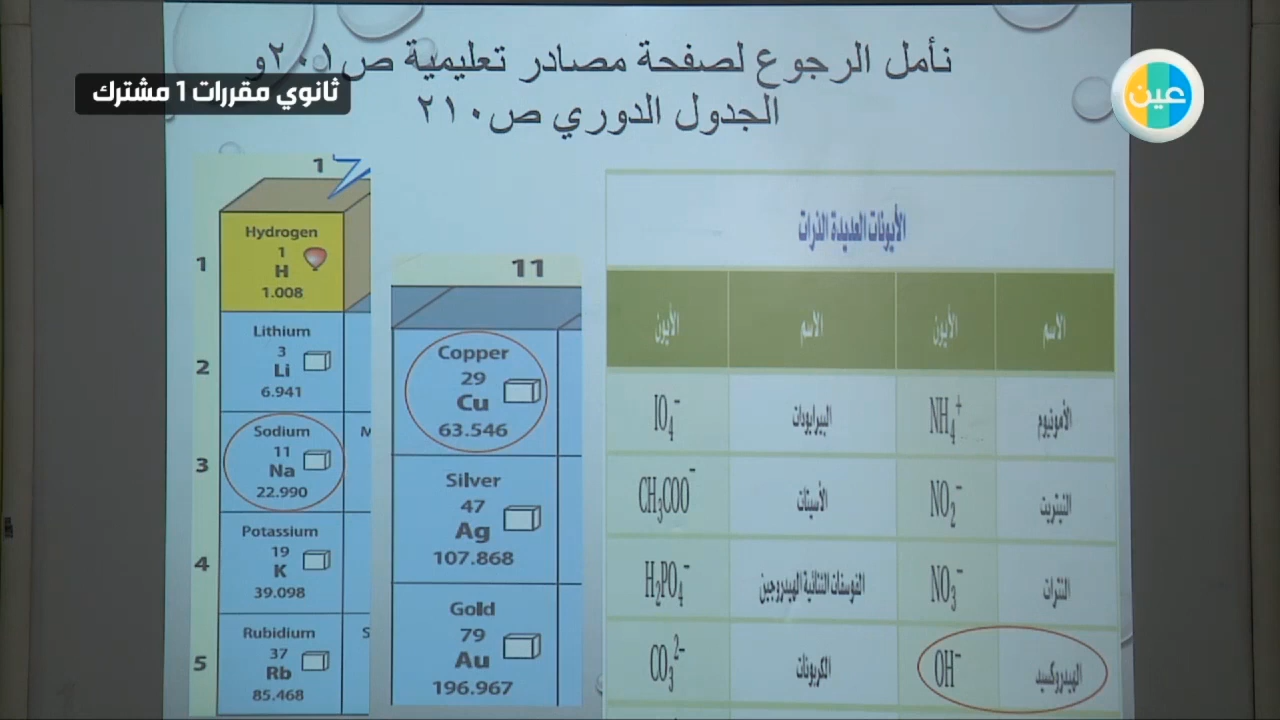 نأمل الرجوع لصفحة مصادر تعليمية ص٢٠١و
الجدول الدوري ص٢١٠
ثانوي مقررات 1 مشترك
عين
1
1
Hydrogen
1
H
1.008
2
Lithium
3
Li
6.941
3
Sodium
11
Na
22.990
M
4
Potassium
19
K
39.098
5
Rubidium
37
Rb
85.468
S
11
Copper
29
Cu
63.546
Silver
47
Ag
107.868
Gold
79
Au
196.967
الأيونات العديدة الذرات
الاسم الأيون الاسم الأيون
الأمونيوم NH₄⁺ البيرايودات IO₄⁻
النيتريت NO₂⁻ الأسيتات CH₃COO⁻
النترات NO₃⁻ الفوسفات الثنائية الهيدروجين H₂PO₄⁻
الهيدروكسيد OH⁻ الكربونات CO₃²⁻